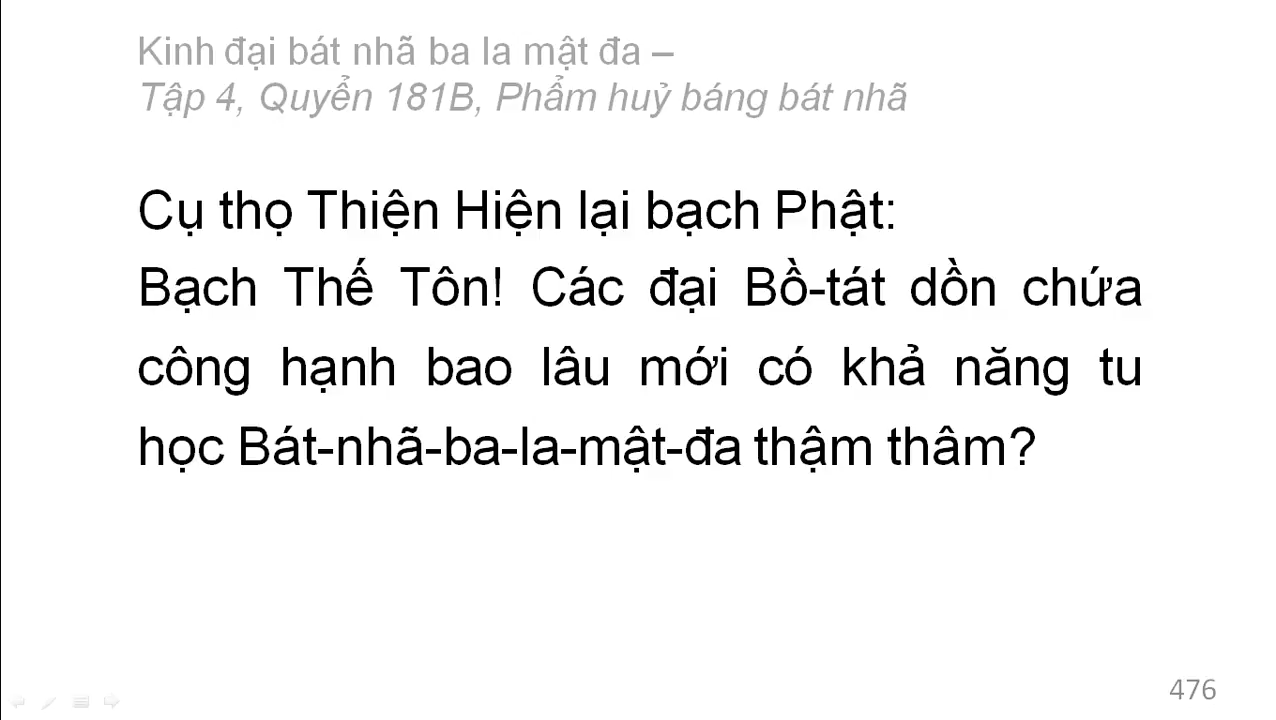 Kinh đại bát nhã ba la mật đa –
Tập 4, Quyển 181B, Phẩm huỷ báng bát nhã
Cụ thọ Thiện Hiện lại bạch Phật:
Bạch Thế Tôn! Các đại Bồ-tát dồn chứa
công hạnh bao lâu mới có khả năng tu
học Bát-nhã-ba-la-mật-đa thậm thâm?
476